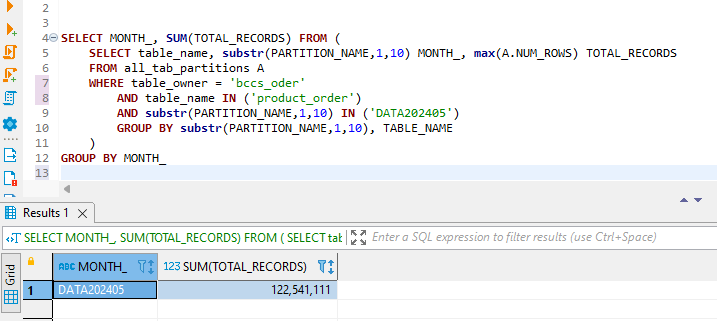 2
3
4 SELECT MONTH_, SUM(TOTAL_RECORDS) FROM (
5 SELECT table_name, substr(PARTITION_NAME,1,10) MONTH_, max(A.NUM_ROWS) TOTAL_RECORDS
6 FROM all_tab_partitions A
7 WHERE table_owner = 'bccs_oder'
8 AND table_name IN ('product_order')
9 AND substr(PARTITION_NAME,1,10) IN ('DATA202405')
10 GROUP BY substr(PARTITION_NAME,1,10), TABLE_NAME
11 )
12 GROUP BY MONTH_
13
Results 1
SELECT MONTH_, SUM(TOTAL_RECORDS) FROM ( SELECT tab Enter a SQL expression to filter results (use Ctrl+Space)
Grid
ABC MONTH_ 123 SUM(TOTAL_RECORDS)
1 DATA202405 122,541,111